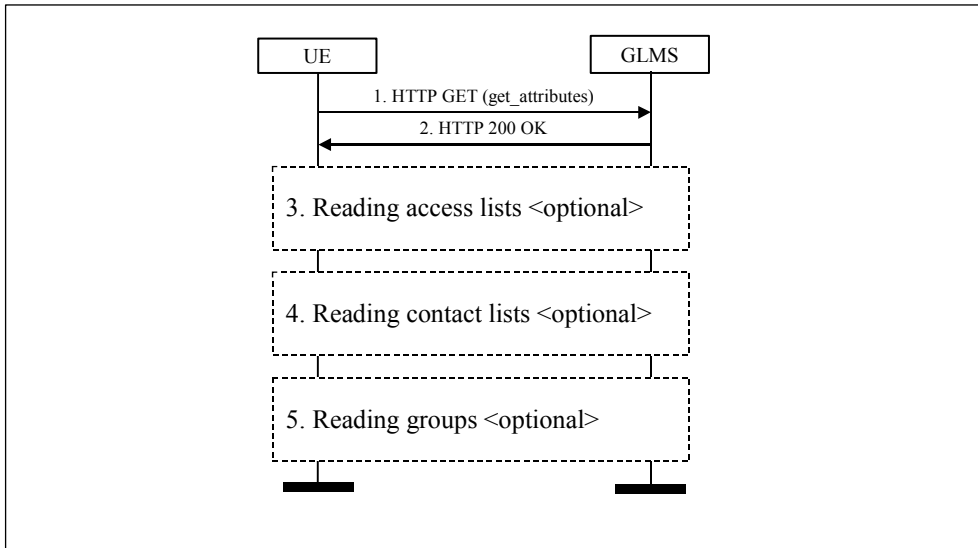 UE
GLMS
1. HTTP GET (get_attributes)
2. HTTP 200 OK
3. Reading access lists <optional>
4. Reading contact lists <optional>
5. Reading groups <optional>